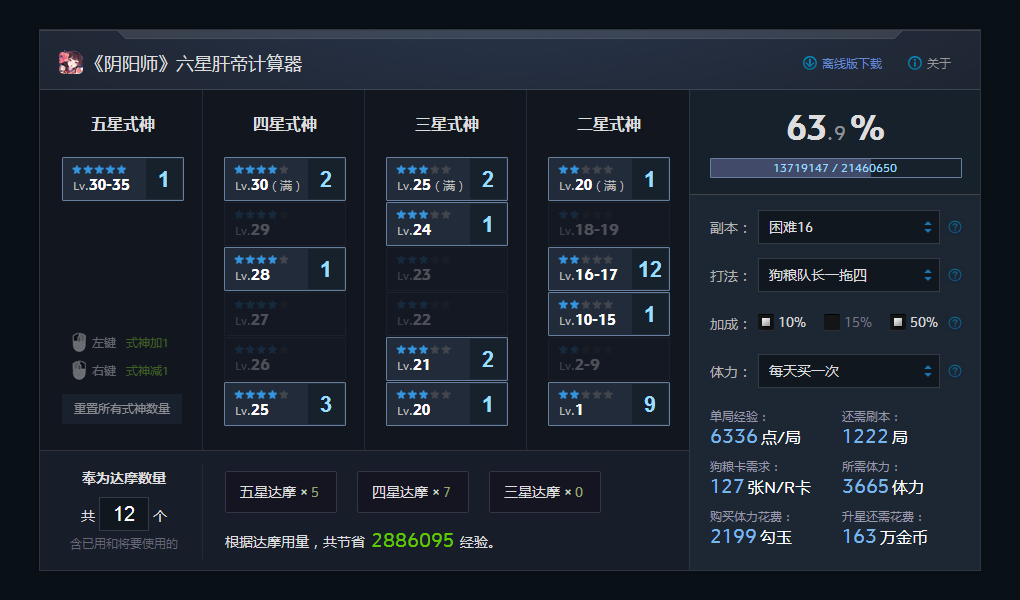 《阴阳师》六星肝帝计算器
离线版下载
关于
五星式神
Lv.30-35 1
左键 式神加1
右键 式神减1
重置所有式神数量
四星式神
Lv.30（满） 2
Lv.29
Lv.28 1
Lv.27
Lv.26
Lv.25 3
三星式神
Lv.25（满） 2
Lv.24 1
Lv.23
Lv.22
Lv.21 2
Lv.20 1
二星式神
Lv.20（满） 1
Lv.18-19
Lv.16-17 12
Lv.10-15 1
Lv.2-9
Lv.1 9
奉为达摩数量
共 12 个
含已用和将要使用的
五星达摩 × 5
四星达摩 × 7
三星达摩 × 0
根据达摩用量，共节省 2886095 经验。
63.9%
13719147 / 21460650
副本： 困难16
打法： 狗粮队长一拖四
加成： 10% 15% 50%
体力： 每天买一次
单局经验：
6336 点/局
还需刷本：
1222 局
狗粮卡需求：
127 张N/R卡
所需体力：
3665 体力
购买体力花费：
2199 勾玉
升星还需花费：
163 万金币